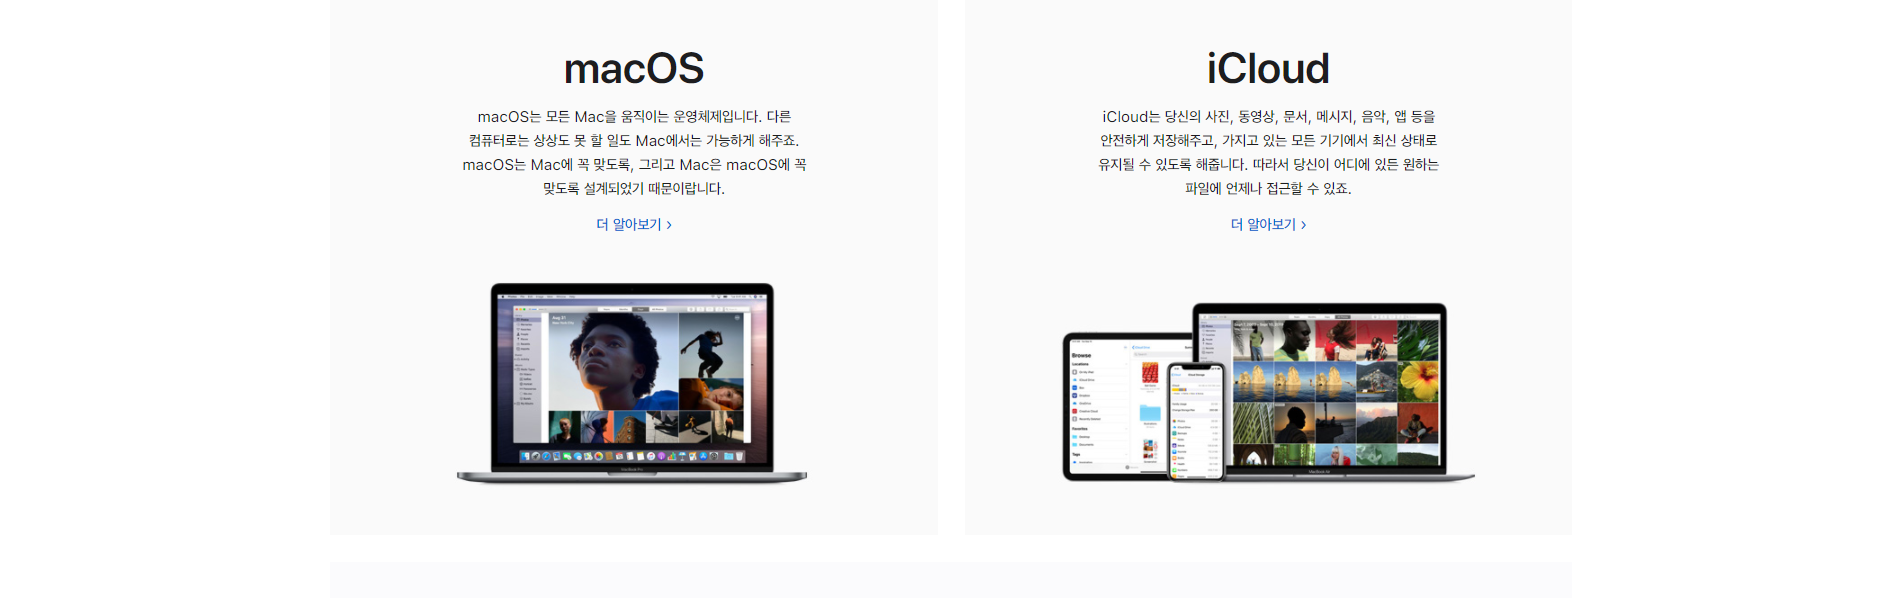 macOS
macOS는 모든 Mac을 움직이는 운영체제입니다. 다른
컴퓨터로는 상상도 못 할 일도 Mac에서는 가능하게 해주죠.
macOS는 Mac에 꼭 맞도록, 그리고 Mac은 macOS에 꼭
맞도록 설계되었기 때문이랍니다.
더 알아보기 >
iCloud
iCloud는 당신의 사진, 동영상, 문서, 메시지, 음악, 앱 등을
안전하게 저장해주고, 가지고 있는 모든 기기에서 최신 상태로
유지될 수 있도록 해줍니다. 따라서 당신이 어디에 있든 원하는
파일에 언제나 접근할 수 있죠.
더 알아보기 >
Aug 21
MacBook Pro
Browse
Locations
Favorites
Tags
MacBook Air